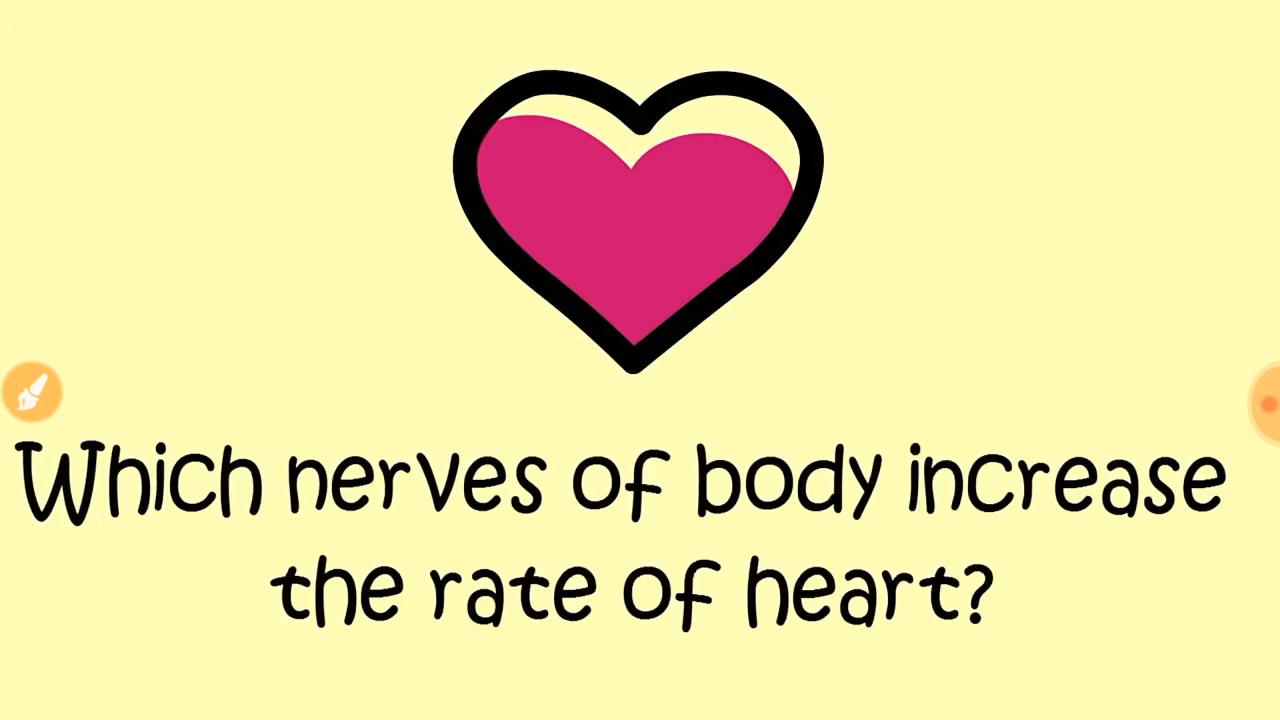 Which nerves of body increase
the rate of heart?